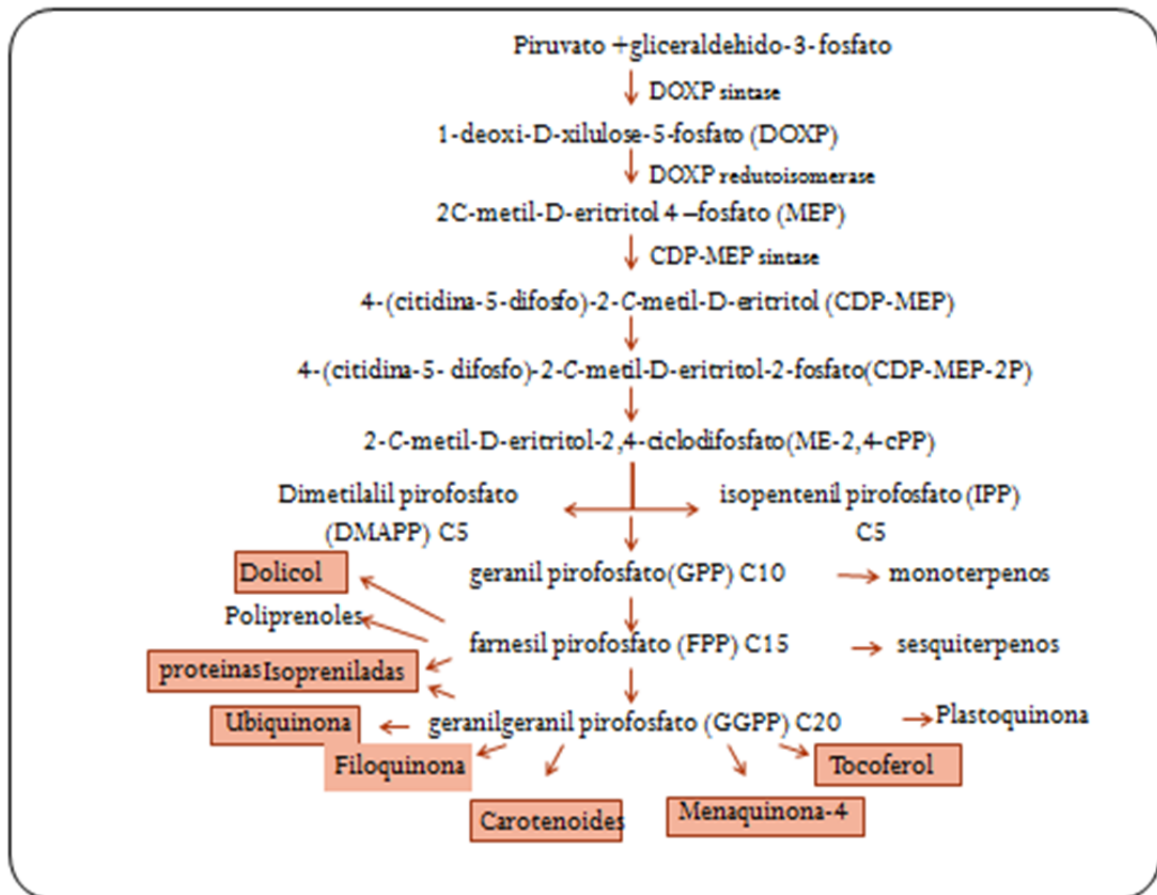 Piruvato +gliceraldehido-3-fosfato
DOXP sintase
1-deoxi-D-xilulose-5-fosfato (DOXP)
DOXP redutoisomerase
2C-metil-D-eritritol 4 –fosfato (MEP)
CDP-MEP sintase
4-(citidina-5-difosfo)-2-C-metil-D-eritritol (CDP-MEP)
4-(citidina-5- difosfo)-2-C-metil-D-eritritol-2-fosfato(CDP-MEP-2P)
2-C-metil-D-eritritol-2,4-ciclodifosfato(ME-2,4-cPP)
Dimetilalil pirofosfato
(DMAPP) C5
isopentenil pirofosfato (IPP)
C5
Dolicol
geranil pirofosfato(GPP) C10
monoterpenos
Poliprenoles
farnesil pirofosfato (FPP) C15
sesquiterpenos
proteinas Isopreniladas
Ubiquinona
geranilgeranil pirofosfato (GGPP) C20
Plastoquinona
Filoquinona
Tocoferol
Carotenoides
Menaquinona-4